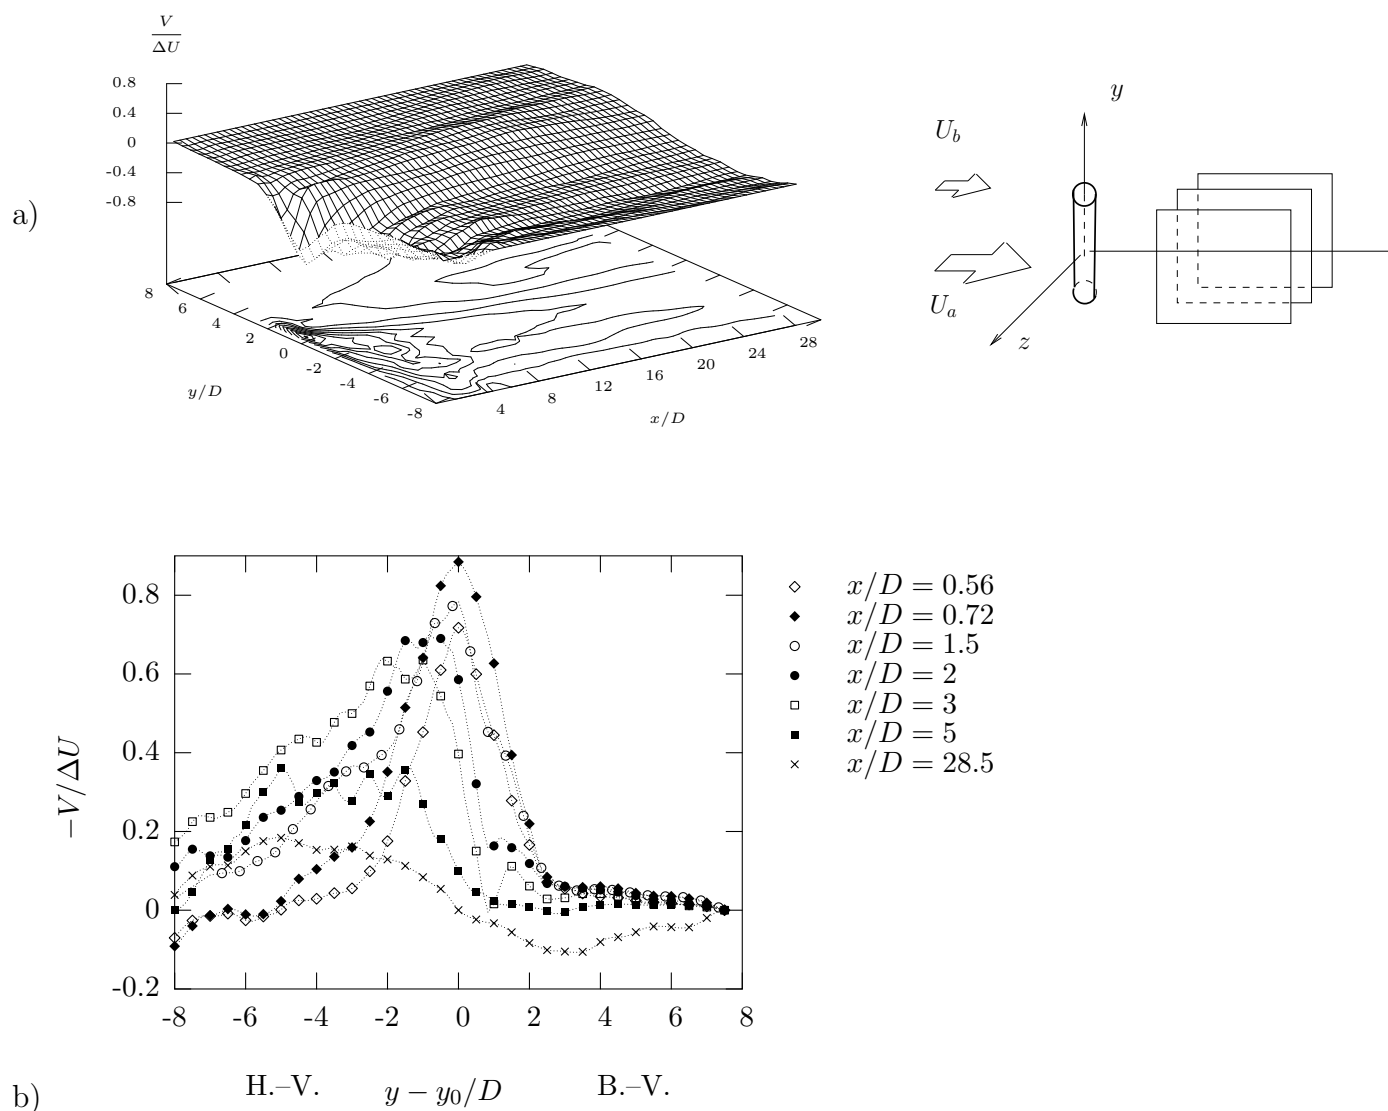 V
ΔU
0.8
0.4
0
-0.4
-0.8
a)
8
6
4
2
0
-2
-4
-6
-8
y/D
4
8
12
16
20
24
28
x/D
y
U_b
U_a
z
−V/ΔU
0.8
0.6
0.4
0.2
0
-0.2
-8 -6 -4 -2 0 2 4 6 8
x/D = 0.56
x/D = 0.72
x/D = 1.5
x/D = 2
x/D = 3
x/D = 5
x/D = 28.5
b) H.–V. y − y₀/D B.–V.